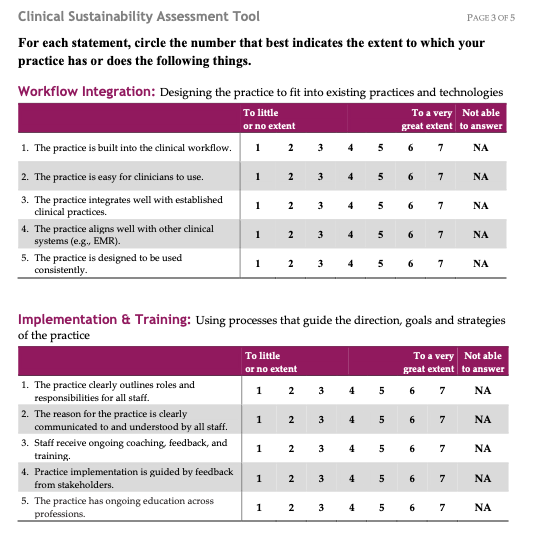 Clinical Sustainability Assessment Tool PAGE 3 OF 5
For each statement, circle the number that best indicates the extent to which your
practice has or does the following things.
Workflow Integration: Designing the practice to fit into existing practices and technologies
To little To a very Not able
or no extent great extent to answer
1. The practice is built into the clinical workflow. 1 2 3 4 5 6 7 NA
2. The practice is easy for clinicians to use. 1 2 3 4 5 6 7 NA
3. The practice integrates well with established
clinical practices. 1 2 3 4 5 6 7 NA
4. The practice aligns well with other clinical
systems (e.g., EMR). 1 2 3 4 5 6 7 NA
5. The practice is designed to be used
consistently. 1 2 3 4 5 6 7 NA
Implementation & Training: Using processes that guide the direction, goals and strategies
of the practice
To little To a very Not able
or no extent great extent to answer
1. The practice clearly outlines roles and
responsibilities for all staff. 1 2 3 4 5 6 7 NA
2. The reason for the practice is clearly
communicated to and understood by all staff. 1 2 3 4 5 6 7 NA
3. Staff receive ongoing coaching, feedback, and
training. 1 2 3 4 5 6 7 NA
4. Practice implementation is guided by feedback
from stakeholders. 1 2 3 4 5 6 7 NA
5. The practice has ongoing education across
professions. 1 2 3 4 5 6 7 NA